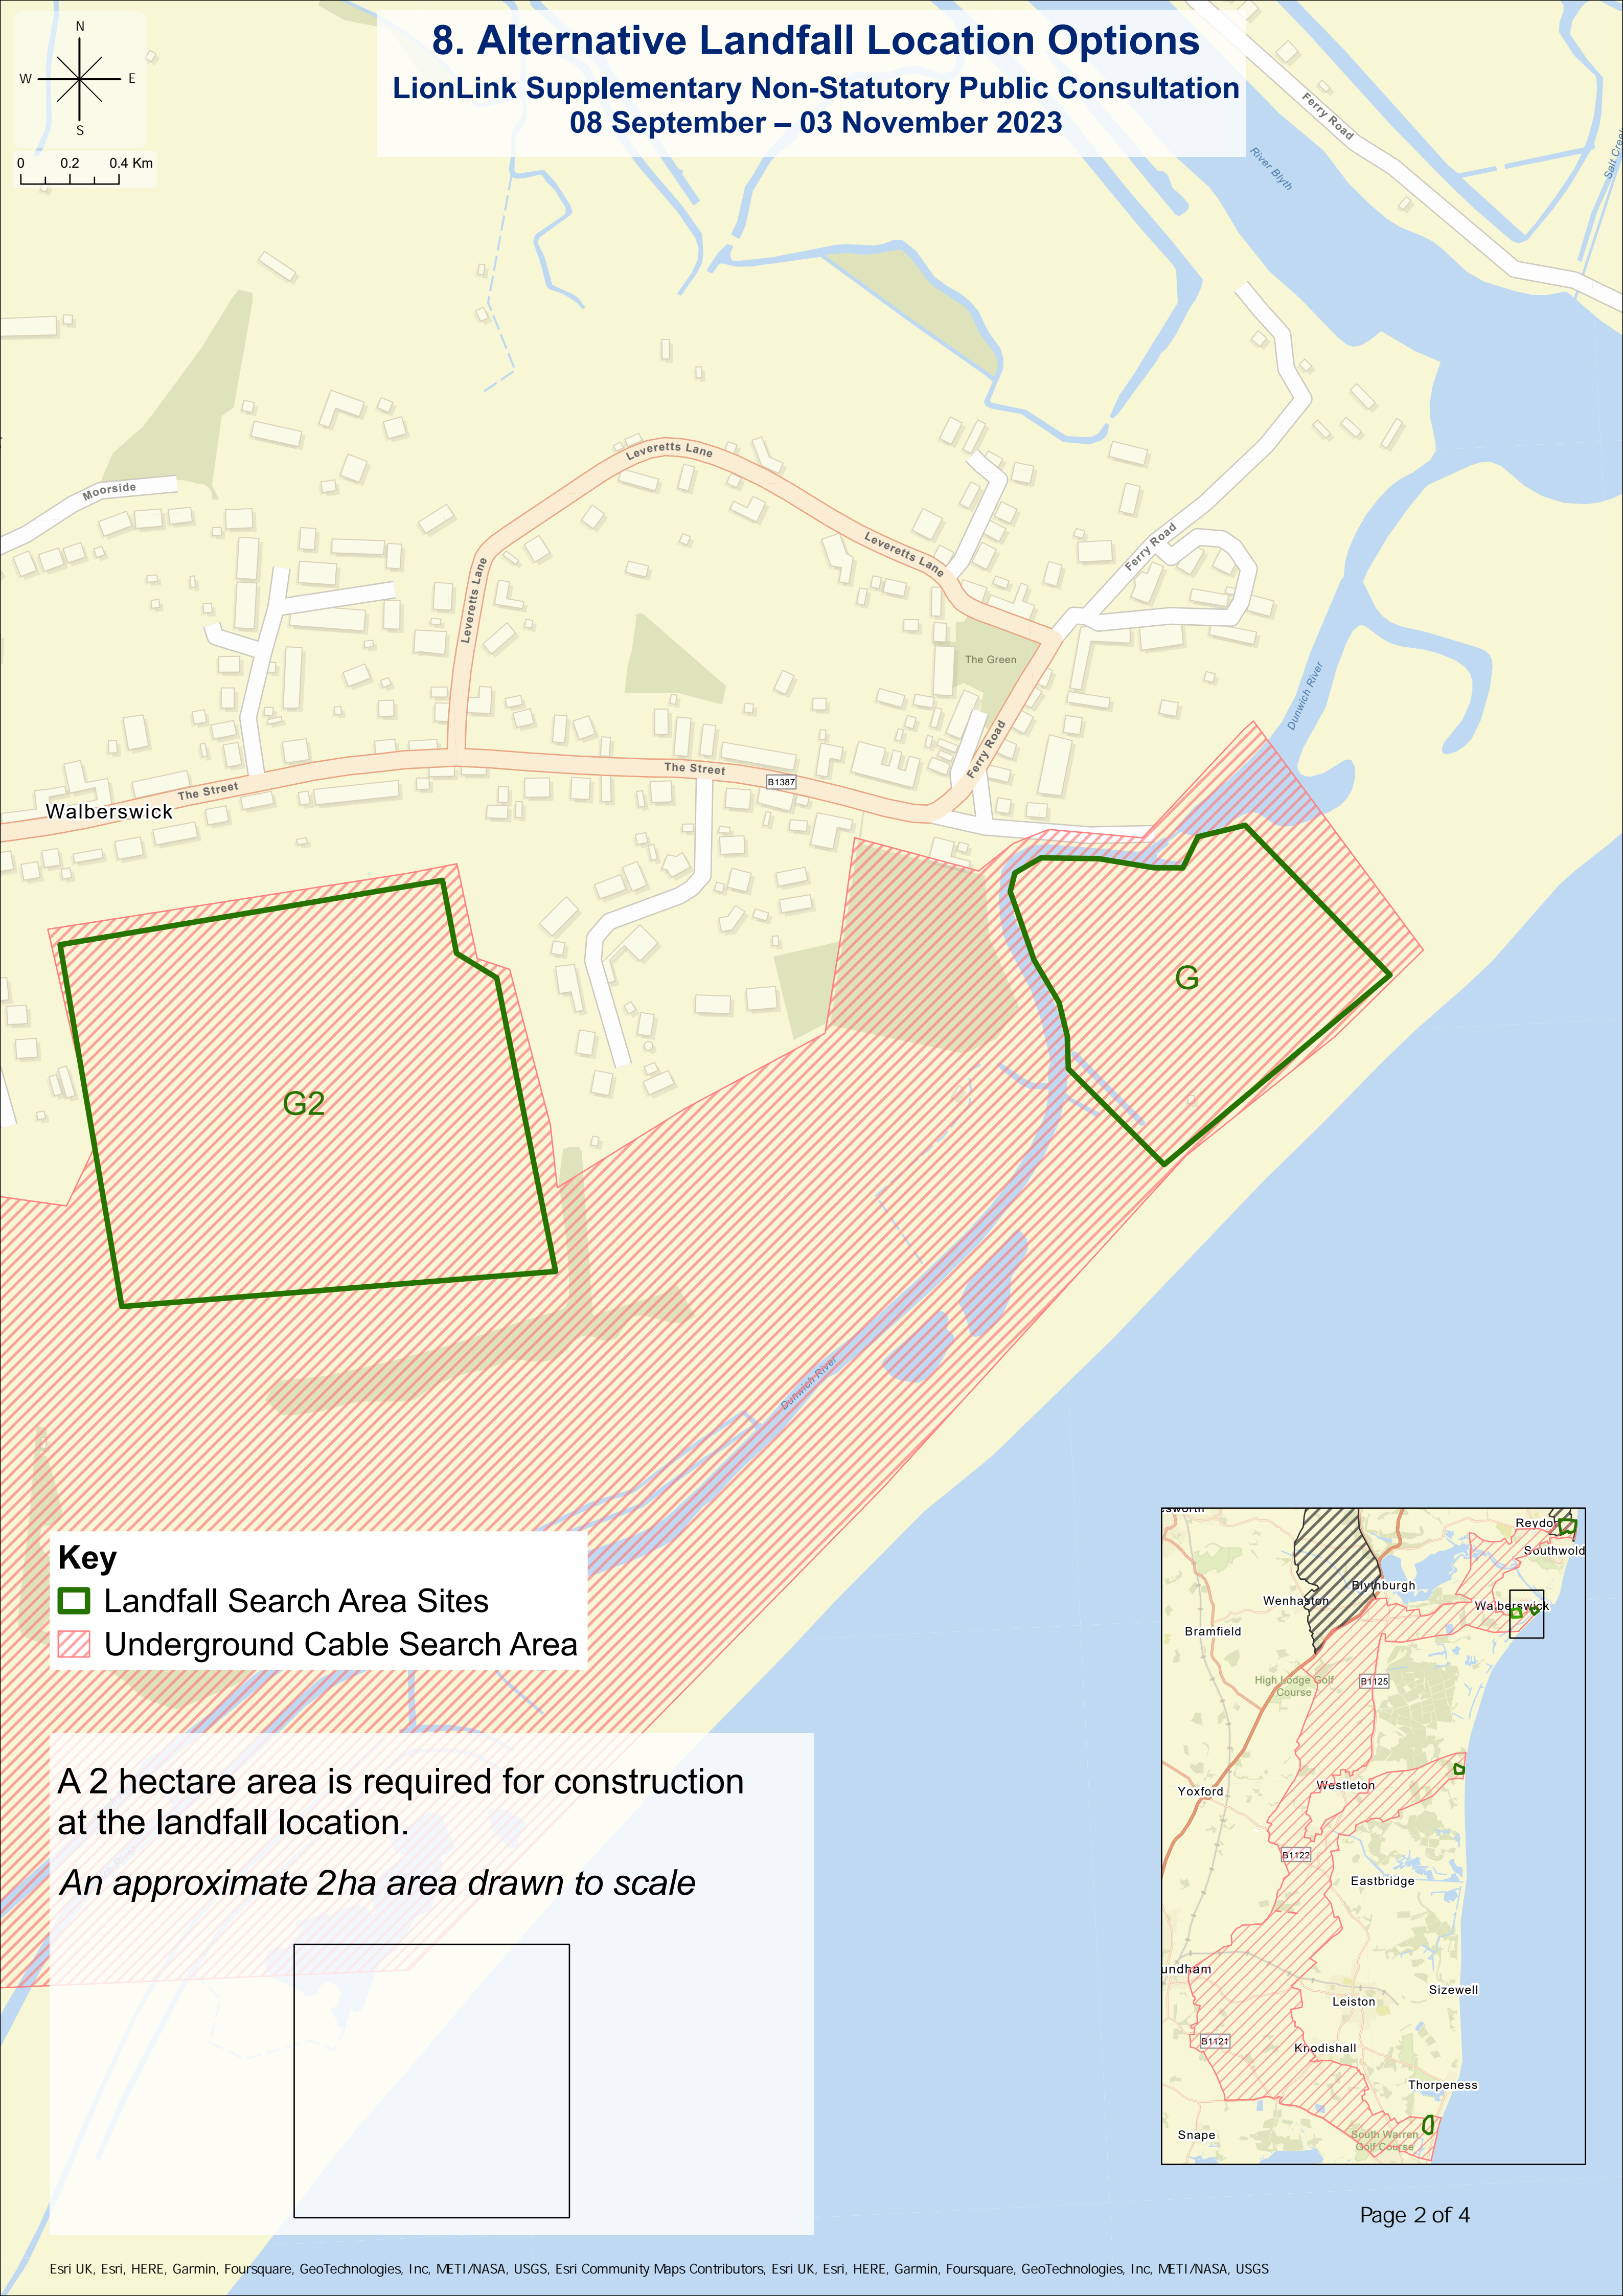 8. Alternative Landfall Location Options
LionLink Supplementary Non-Statutory Public Consultation
08 September – 03 November 2023
N
W E
S
0 0.2 0.4 Km
Ferry Road
River Blyth
Salt Creek
Moorside
Leveretts Lane
Leveretts Lane
Leveretts Lane
Ferry Road
The Green
Dunwich River
Ferry Road
The Street
B1387
The Street
Walberswick
G
G2
Dunwich River
Key
Landfall Search Area Sites
Underground Cable Search Area
A 2 hectare area is required for construction
at the landfall location.
An approximate 2ha area drawn to scale
esworth
Reydo
Southwold
Blythburgh
Wenhaston
Walberswick
Bramfield
High Lodge Golf
Course
B1125
Yoxford
Westleton
B1122
Eastbridge
undham
Sizewell
Leiston
B1121
Knodishall
Thorpeness
Snape
South Warren
Golf Course
Page 2 of 4
Esri UK, Esri, HERE, Garmin, Foursquare, GeoTechnologies, Inc, METI/NASA, USGS, Esri Community Maps Contributors, Esri UK, Esri, HERE, Garmin, Foursquare, GeoTechnologies, Inc, METI/NASA, USGS